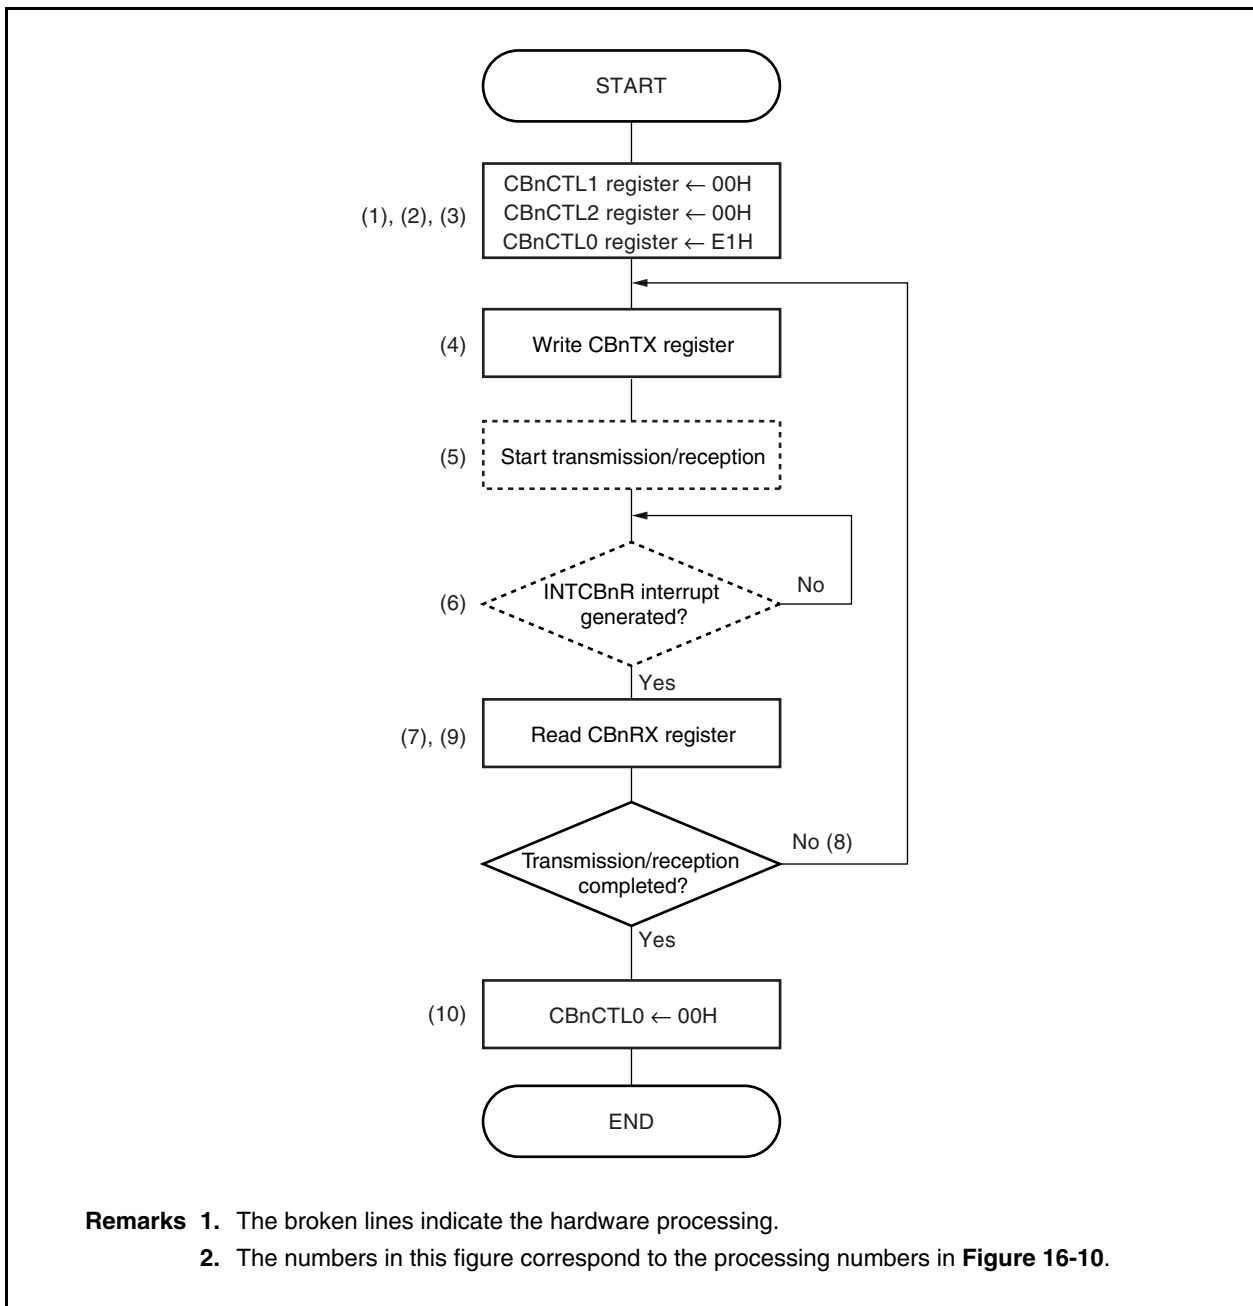 START
CBnCTL1 register ← 00H
CBnCTL2 register ← 00H
(1), (2), (3)
CBnCTL0 register ← E1H
(4)
Write CBnTX register
(5)
Start transmission/reception
INTCBnR interrupt
generated?
No
(6)
Yes
(7), (9)
Read CBnRX register
No (8)
Transmission/reception
completed?
Yes
(10)
CBnCTL0 ← 00H
END
Remarks 1. The broken lines indicate the hardware processing.
2. The numbers in this figure correspond to the processing numbers in Figure 16-10.